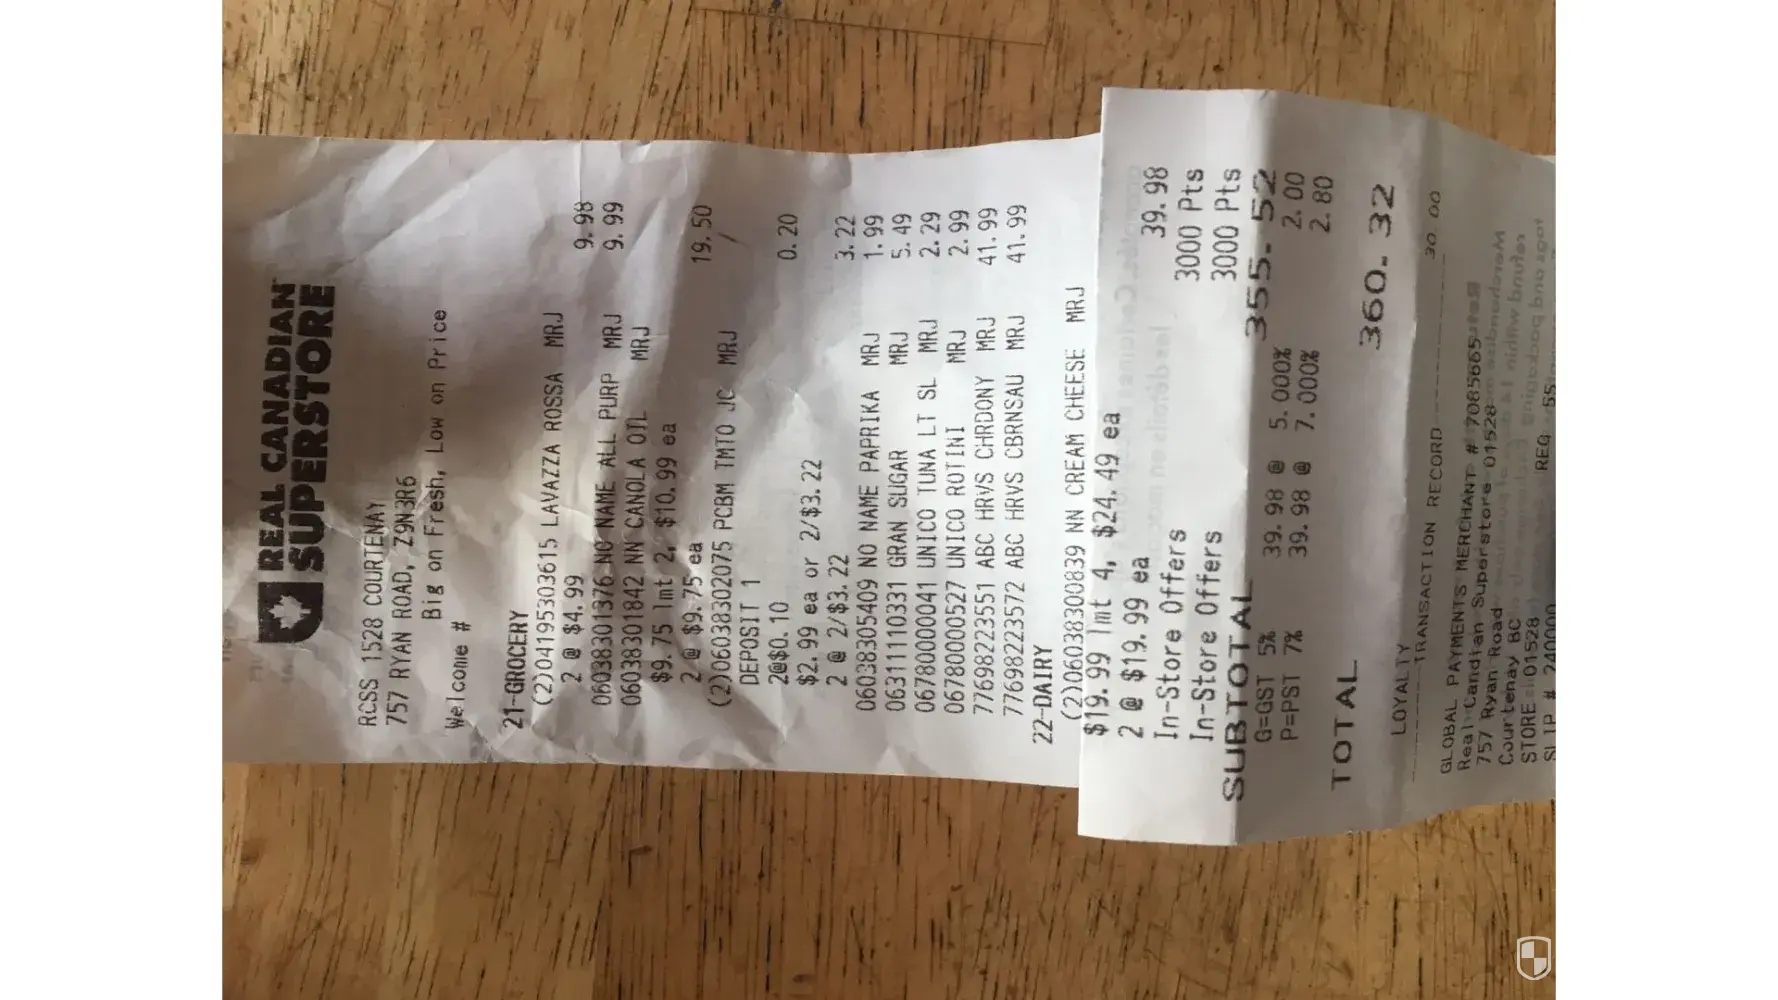 REAL CANADIAN
SUPERSTORE
RCSS 1528 COURTENAY
757 RYAN ROAD, Z9N3R6
Big on Fresh, Low on Price
Welcome #
21-GROCERY
(2)04195303615 LAVAZZA ROSSA MRJ
2 @ $4.99 9.98
06038301376 NO NAME ALL PURP MRJ 9.99
06038301842 NN CANOLA OIL MRJ
$9.75 lmt 2, $10.99 ea
2 @ $9.75 ea 19.50
(2)06038302075 PCBM TMTO JC MRJ
DEPOSIT 1
2@$0.10 0.20
$2.99 ea or 2/$3.22
2 @ 2/$3.22 3.22
06038305409 NO NAME PAPRIKA MRJ 1.99
06311110331 GRAN SUGAR MRJ 5.49
06780000041 UNICO TUNA LT SL MRJ 2.29
06780000527 UNICO ROTINI MRJ 2.99
77698223551 ABC HRVS CHRDONY MRJ 41.99
77698223572 ABC HRVS CBRNSAU MRJ 41.99
22-DAIRY
(2)06038300839 NN CREAM CHEESE MRJ
$19.99 lmt 4, $24.49 ea
2 @ $19.99 ea 39.98
In-Store Offers 3000 Pts
In-Store Offers 3000 Pts
SUBTOTAL 355.52
G=GST 5% 39.98 @ 5.000% 2.00
P=PST 7% 39.98 @ 7.000% 2.80
TOTAL 360.32
LOYALTY 30.00
TRANSACTION RECORD
GLOBAL PAYMENTS MERCHANT # 7085665
Real Canadian Superstore 01528
757 Ryan Road
Courtenay BC
STORE 01528
SLIP # 740000 REG 55